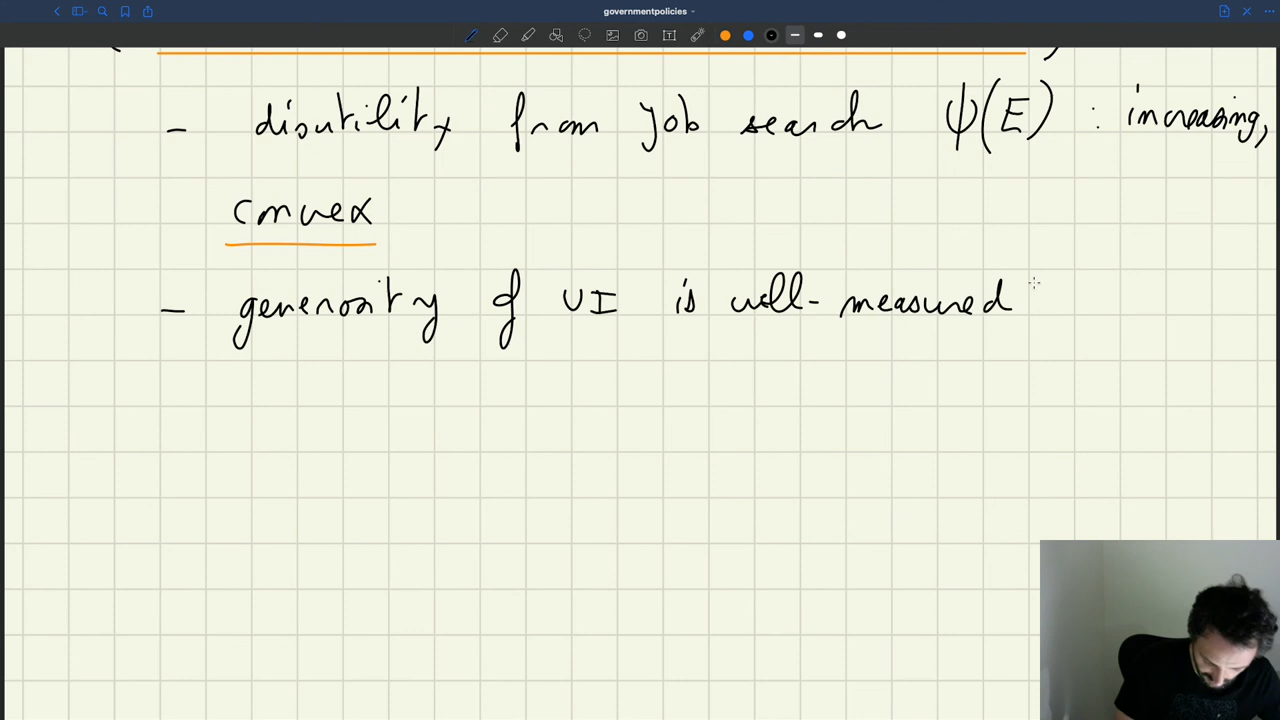 governmentpolicies
- disutility from job search ψ(E) : increasing,
convex
- generosity of UI is well-measured